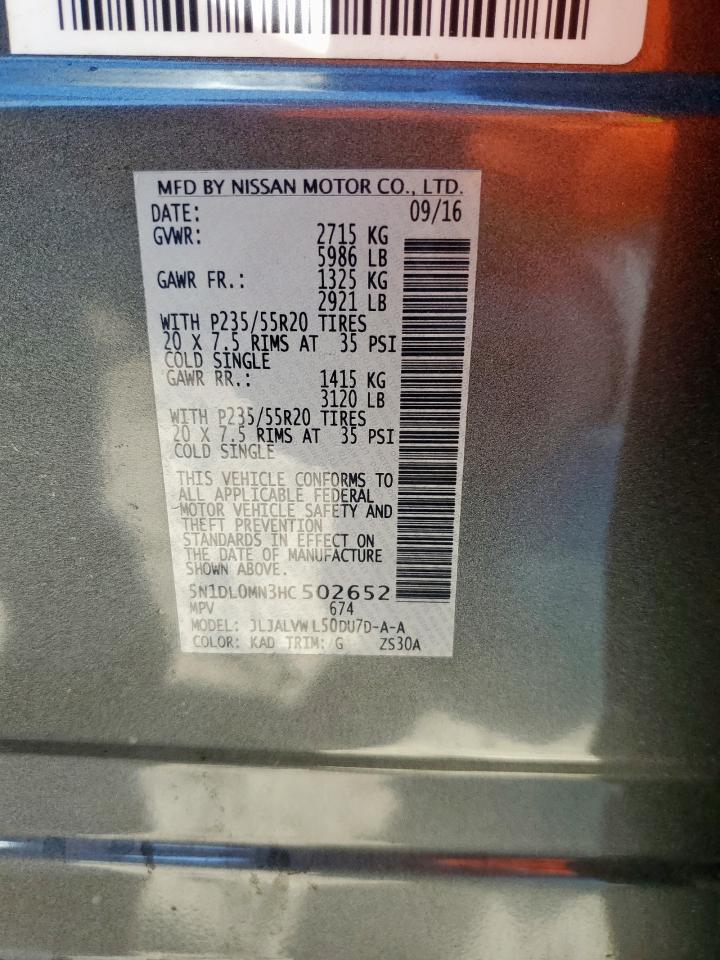 MFD BY NISSAN MOTOR CO., LTD.
DATE: 09/16
GVWR: 2715 KG
5986 LB
GAWR FR.: 1325 KG
2921 LB
WITH P235/55R20 TIRES
20 X 7.5 RIMS AT 35 PSI
COLD SINGLE
GAWR RR.: 1415 KG
3120 LB
WITH P235/55R20 TIRES
20 X 7.5 RIMS AT 35 PSI
COLD SINGLE
THIS VEHICLE CONFORMS TO
ALL APPLICABLE FEDERAL
MOTOR VEHICLE SAFETY AND
THEFT PREVENTION
STANDARDS IN EFFECT ON
THE DATE OF MANUFACTURE
SHOWN ABOVE.
5N1DL0MN3HC502652
MPV 674
MODEL: JLJALVWL50DU7D-A-A
COLOR: KAD TRIM: G ZS30A